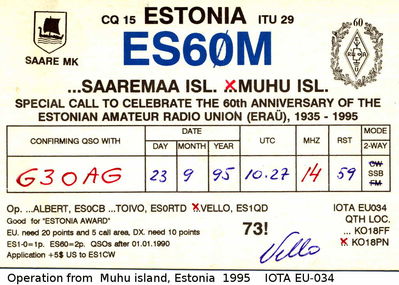 CQ 15 ESTONIA ITU 29
60
ES60M
SAARE MK
...SAAREMAA ISL. XMUHU ISL.
SPECIAL CALL TO CELEBRATE THE 60th ANNIVERSARY OF THE
ESTONIAN AMATEUR RADIO UNION (ERAÜ), 1935 - 1995
CONFIRMING QSO WITH DATE UTC MHZ RST MODE
DAY MONTH YEAR 2-WAY
G3OAG 23 9 95 10.27 14 59 CW
SSB
FM
Op. ...ALBERT, ES0CB ...TOIVO, ES0RTD XVELLO, ES1QD IOTA EU034
Good for "ESTONIA AWARD" QTH LOC.
EU. need 20 points and 5 call area, DX. need 10 points 73! ... KO18FF
ES1-0=1p. ES60=2p. QSOs after 01.01.1990 X KO18PN
Application +5$ US to ES1CW Vello
Operation from Muhu island, Estonia 1995 IOTA EU-034